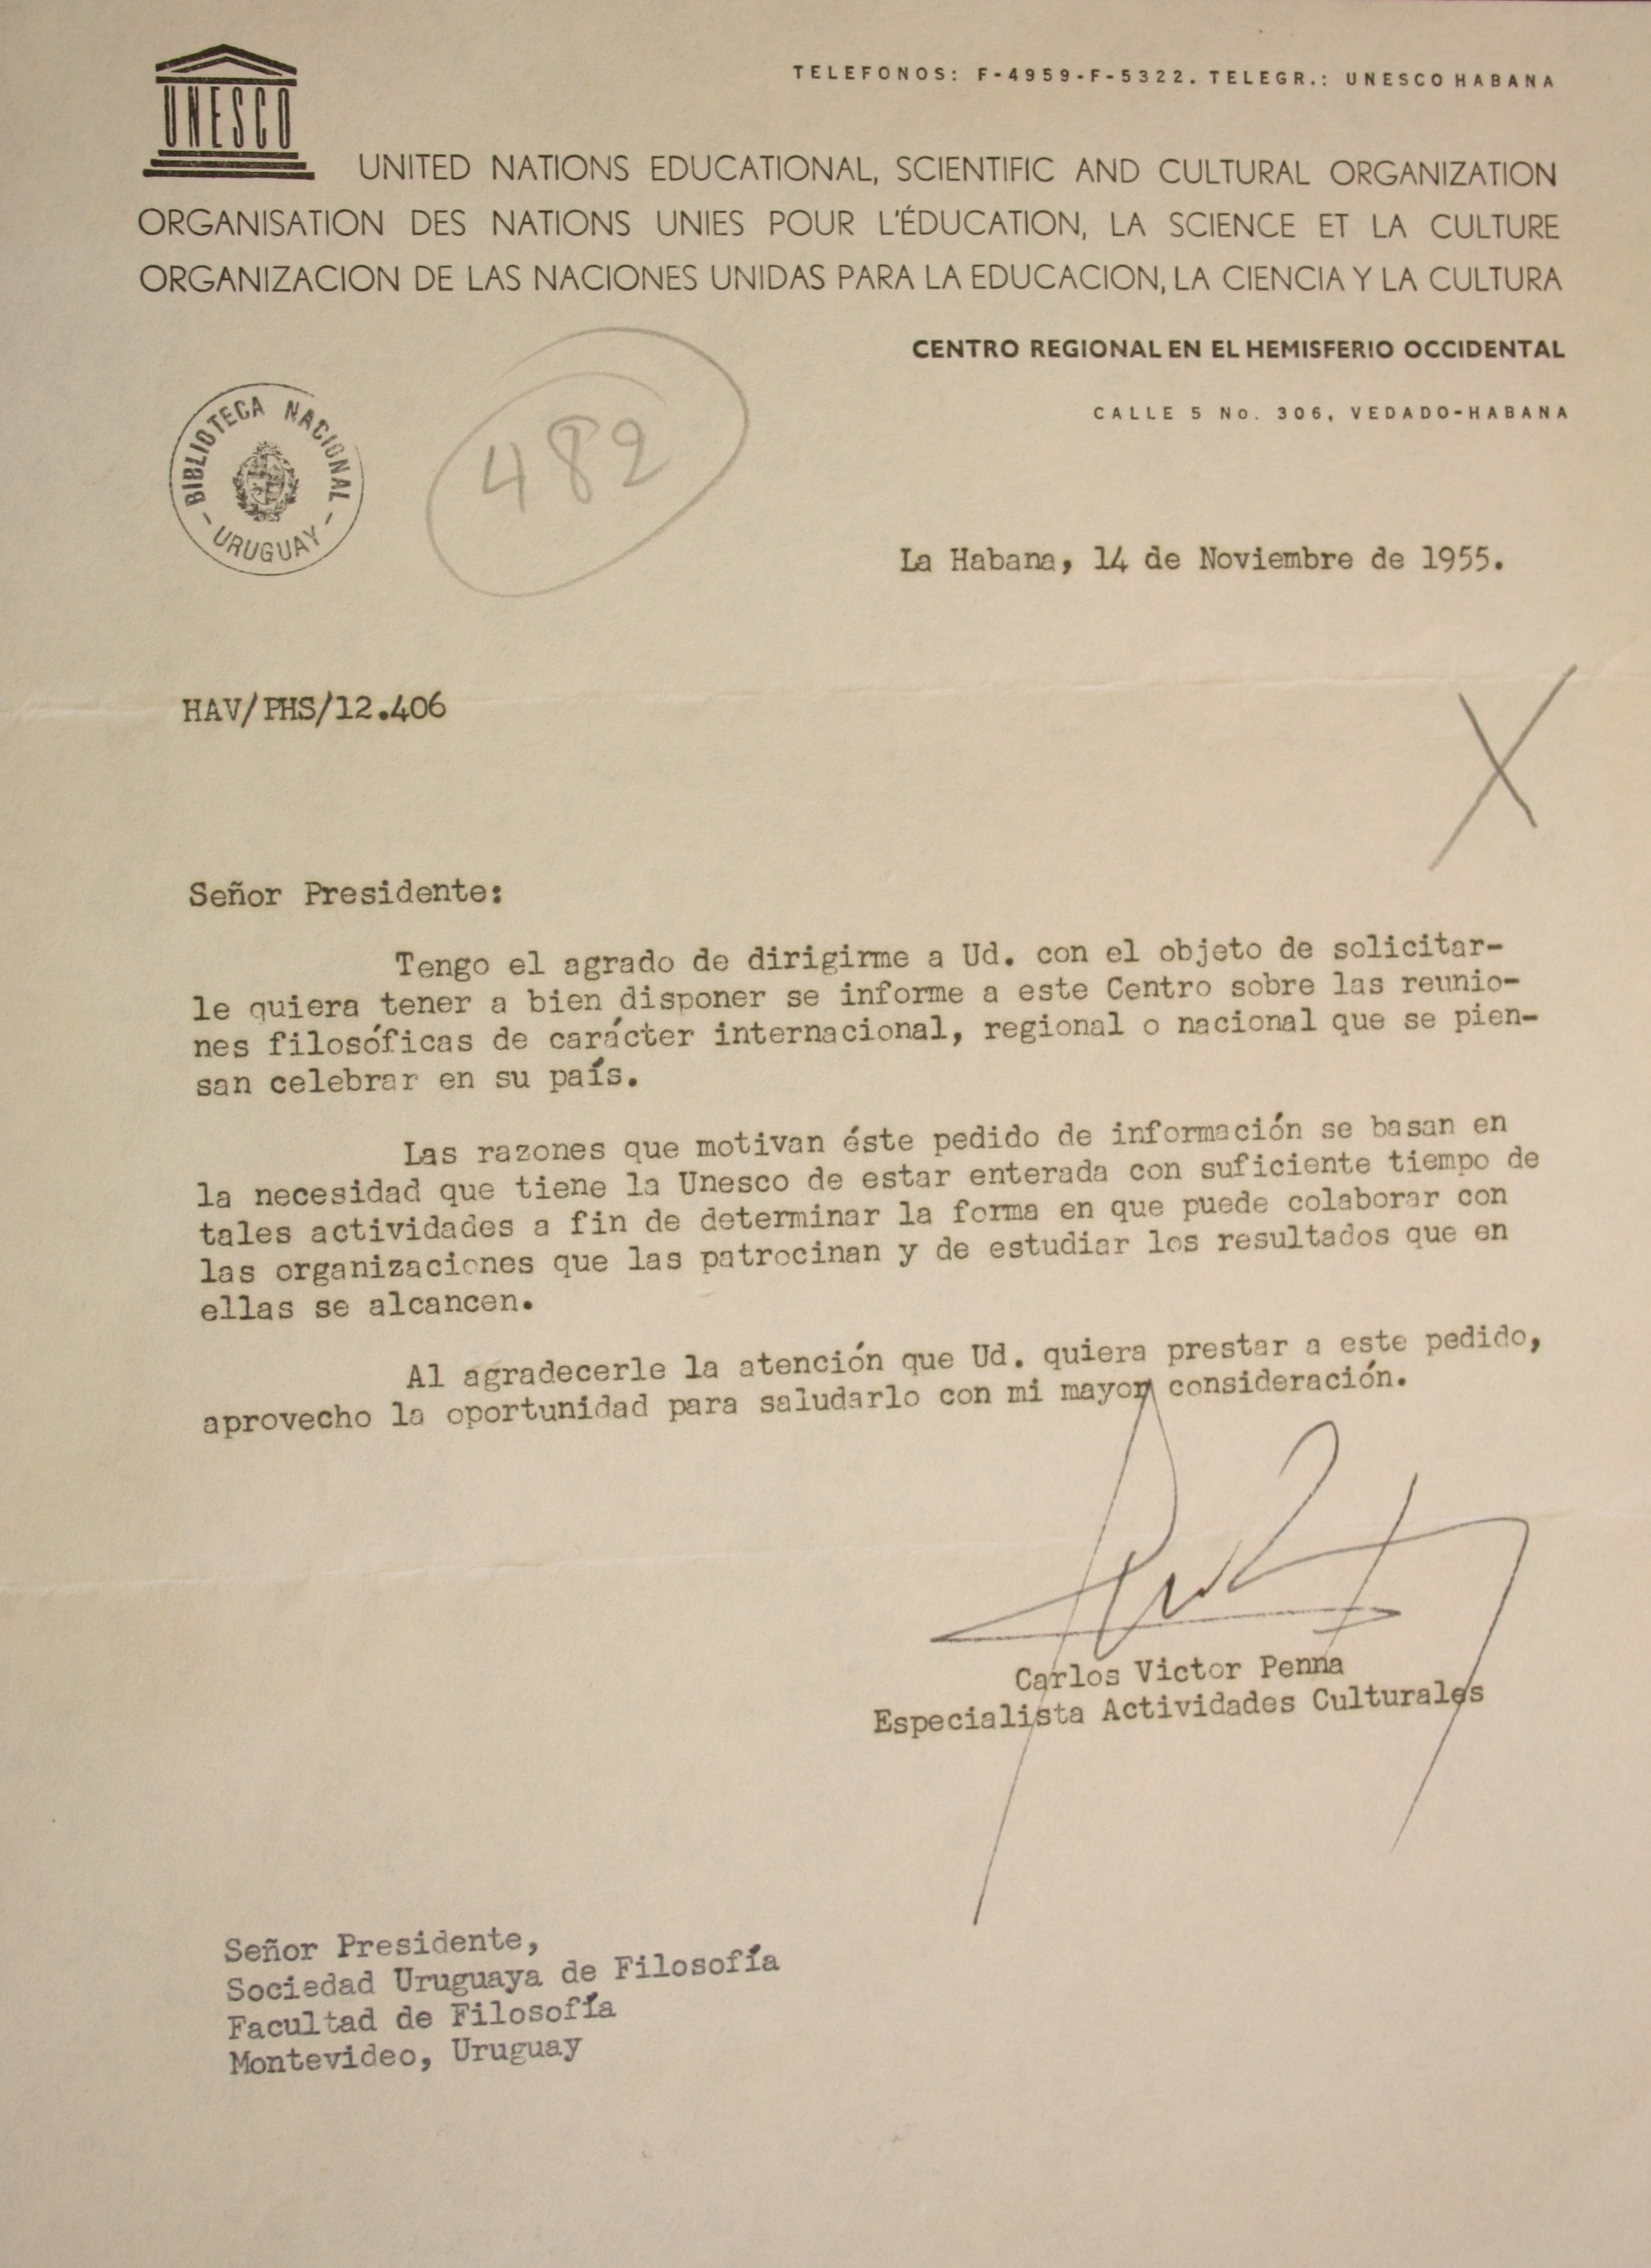 TELEFONOS: F-4959-F-5322. TELEGR.: UNESCO HABANA
UNESCO
UNITED NATIONS EDUCATIONAL, SCIENTIFIC AND CULTURAL ORGANIZATION
ORGANISATION DES NATIONS UNIES POUR L'ÉDUCATION, LA SCIENCE ET LA CULTURE
ORGANIZACION DE LAS NACIONES UNIDAS PARA LA EDUCACION, LA CIENCIA Y LA CULTURA
CENTRO REGIONAL EN EL HEMISFERIO OCCIDENTAL
CALLE 5 No. 306, VEDADO-HABANA
BIBLIOTECA NACIONAL
- URUGUAY -
482
La Habana, 14 de Noviembre de 1955.
HAV/PHS/12.406
X
Señor Presidente:
Tengo el agrado de dirigirme a Ud. con el objeto de solicitar-
le quiera tener a bien disponer se informe a este Centro sobre las reunio-
nes filosóficas de carácter internacional, regional o nacional que se pien-
san celebrar en su país.
Las razones que motivan éste pedido de información se basan en
la necesidad que tiene la Unesco de estar enterada con suficiente tiempo de
tales actividades a fin de determinar la forma en que puede colaborar con
las organizaciones que las patrocinan y de estudiar los resultados que en
ellas se alcancen.
Al agradecerle la atención que Ud. quiera prestar a este pedido,
aprovecho la oportunidad para saludarlo con mi mayor consideración.
Carlos Victor Penna
Especialista Actividades Culturales
Señor Presidente,
Sociedad Uruguaya de Filosofía
Facultad de Filosofía
Montevideo, Uruguay